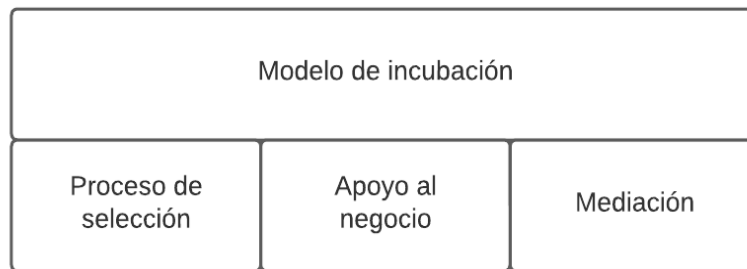 Modelo de incubación
Proceso de
selección
Apoyo al
negocio
Mediación